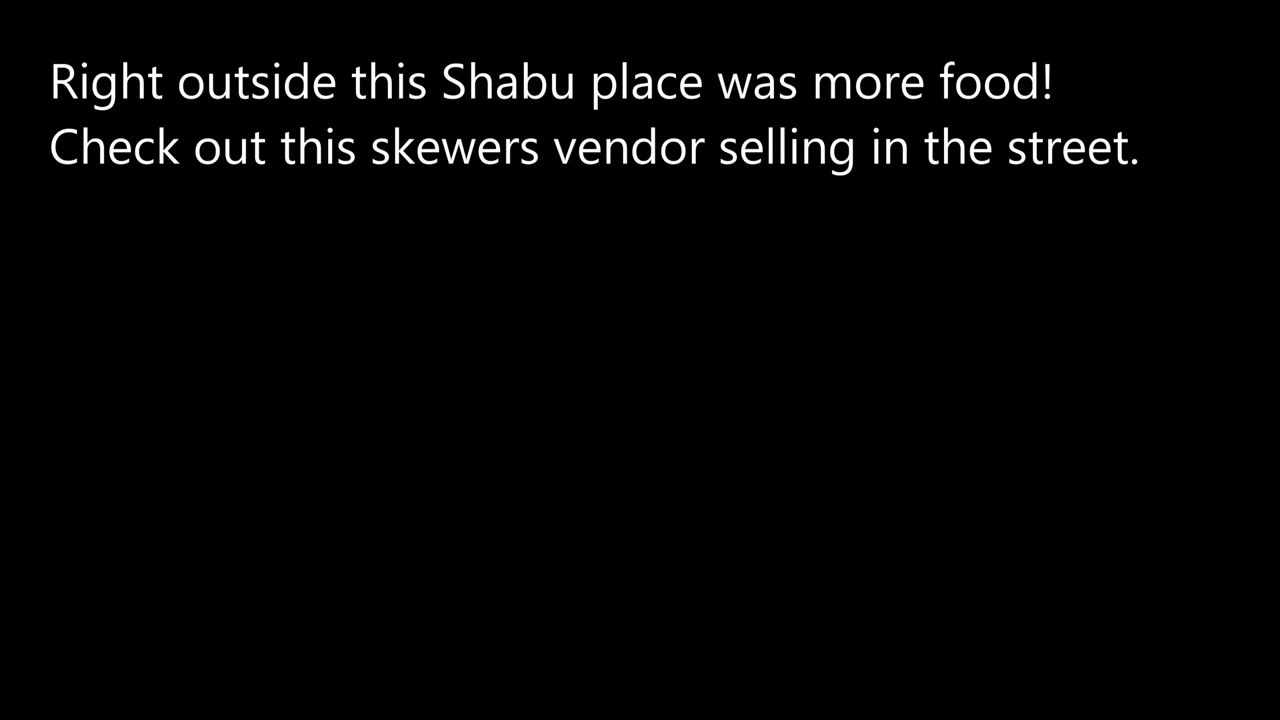 Right outside this Shabu place was more food!
Check out this skewers vendor selling in the street.